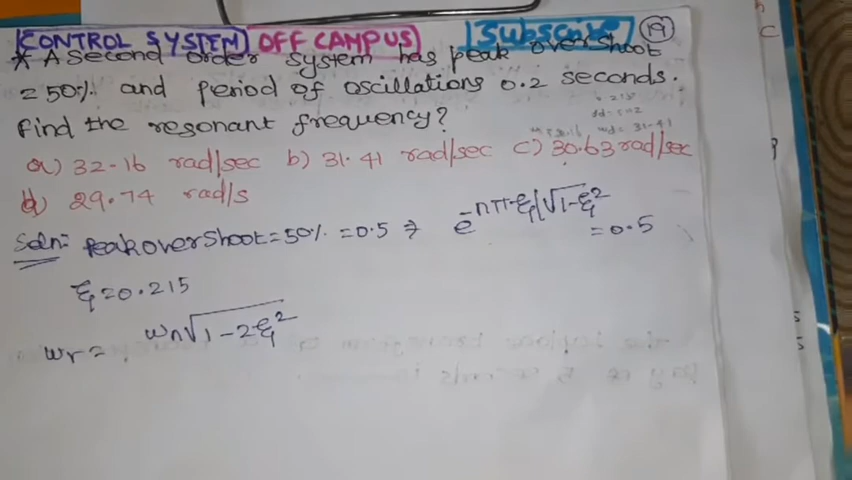 CONTROL SYSTEM OFF CAMPUS Subscribe 19
* A second order system has peak overshoot
= 50% and period of oscillations 0.2 seconds.
Find the resonant frequency?
a) 32.16 rad/sec b) 31.41 rad/sec c) 30.63 rad/sec
d) 29.74 rad/s
Soln:- Peak overshoot = 50% = 0.5 ⇒ e^-nπξ/√1-ξ² = 0.5
ξ = 0.215
ωr = ωn√1-2ξ²